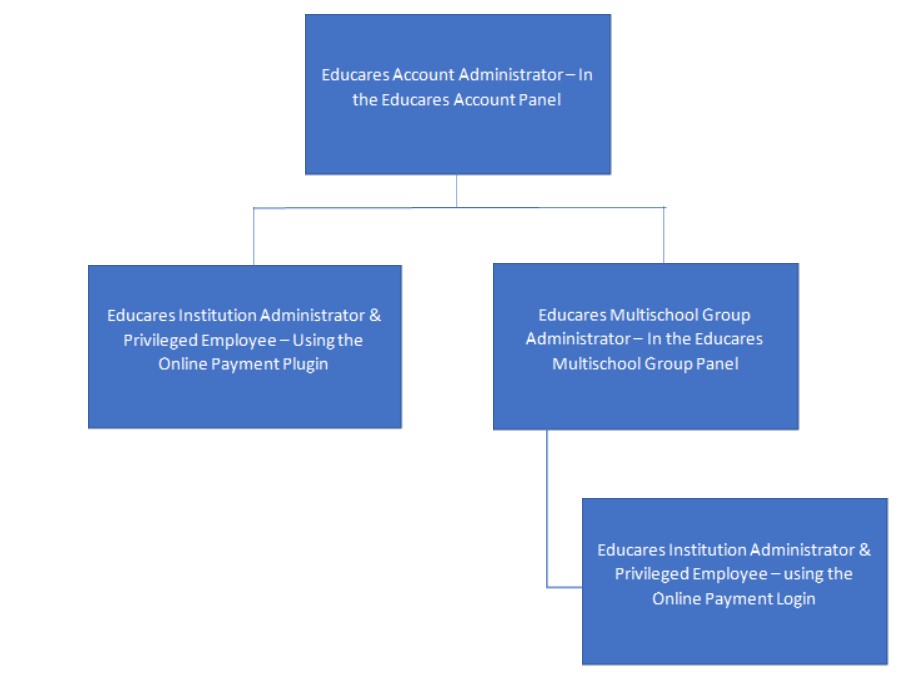 Educares Account Administrator – In
the Educares Account Panel
Educares Institution Administrator &
Privileged Employee – Using the
Online Payment Plugin
Educares Multischool Group
Administrator – In the Educares
Multischool Group Panel
Educares Institution Administrator &
Privileged Employee – using the
Online Payment Login